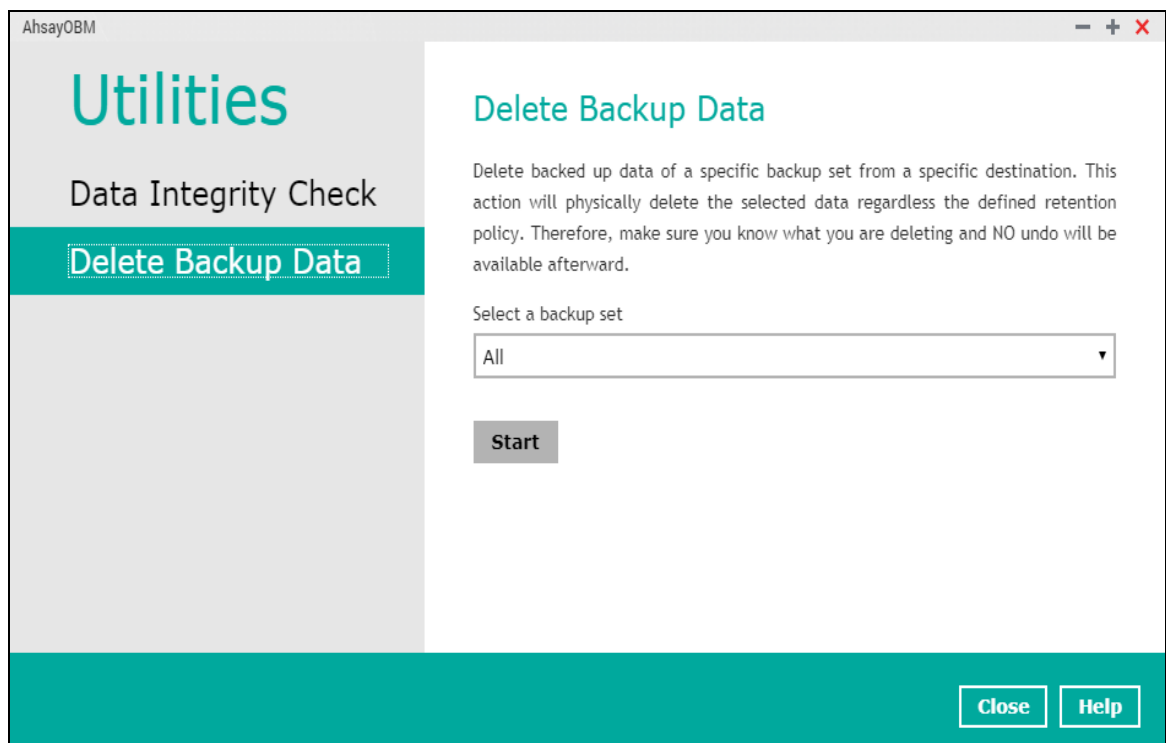 AhsayOBM
Utilities
Data Integrity Check
Delete Backup Data
Delete Backup Data
Delete backed up data of a specific backup set from a specific destination. This
action will physically delete the selected data regardless the defined retention
policy. Therefore, make sure you know what you are deleting and NO undo will be
available afterward.
Select a backup set
All
Start
Close
Help